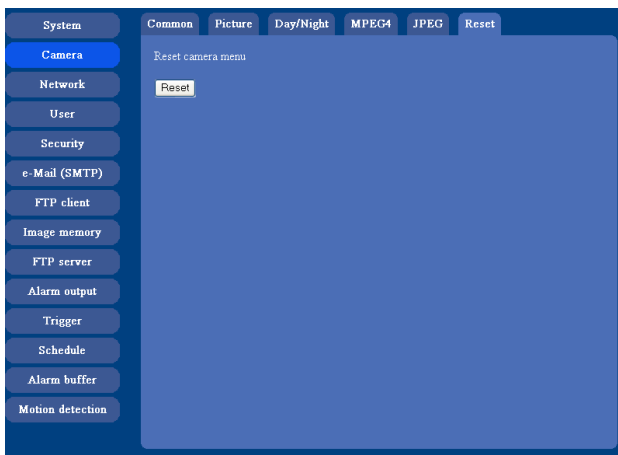 System
Camera
Network
User
Security
e-Mail (SMTP)
FTP client
Image memory
FTP server
Alarm output
Trigger
Schedule
Alarm buffer
Motion detection
Common Picture Day/Night MPEG4 JPEG Reset
Reset camera menu
Reset